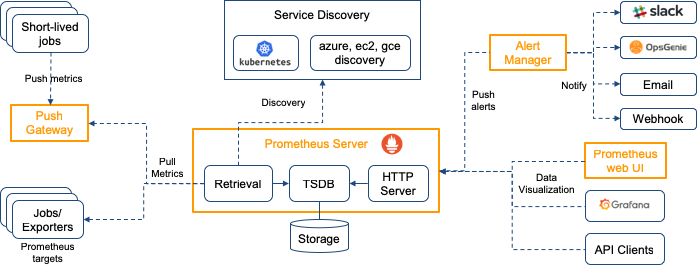 Short-lived
jobs
Push metrics
Push
Gateway
Pull
Metrics
Jobs/
Exporters
Prometheus
targets
Service Discovery
kubernetes
azure, ec2, gce
discovery
Discovery
Prometheus Server
Retrieval
TSDB
HTTP
Server
Storage
Alert
Manager
Push
alerts
Notify
slack
OpsGenie
Email
Webhook
Prometheus
web UI
Data
Visualization
Grafana
API Clients